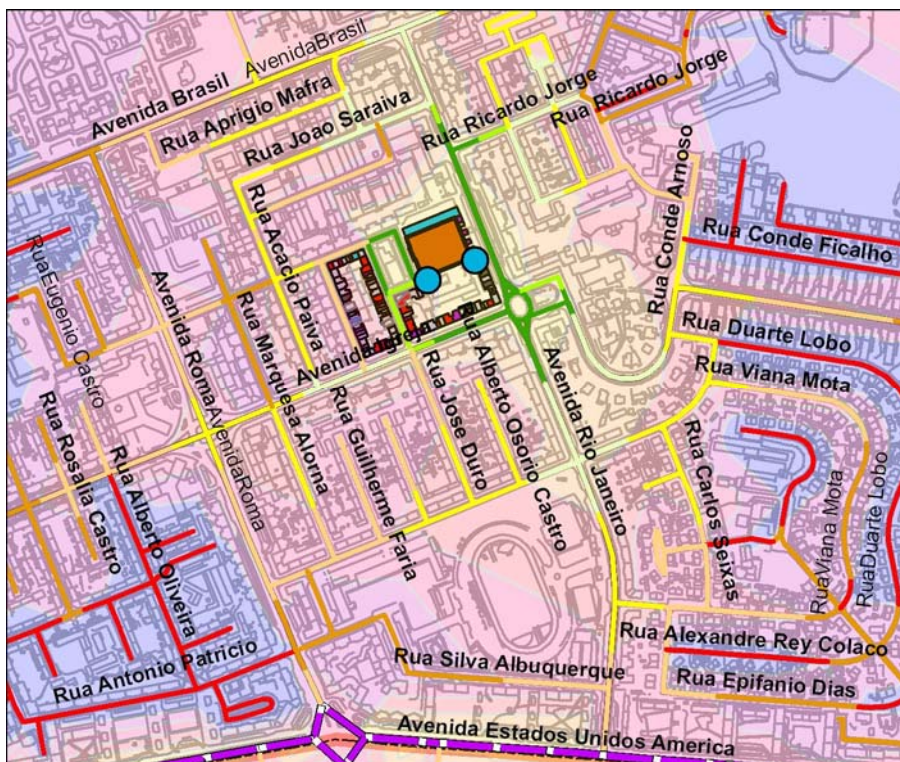 AvenidaBrasil
Avenida Brasil
Rua Aprigio Mafra
Rua Joao Saraiva
Rua Ricardo Jorge
Rua Ricardo Jorge
Rua Conde Arnoso
Rua Conde Ficalho
RuaEugenio Castro
Rua Acacio Paiva
Avenida Roma
Rua Marquesa Alorna
Avenida
Rua Alberto Osorio Castro
Avenida Rio Janeiro
Rua Duarte Lobo
Rua Viana Mota
Rua Guilherme Faria
Rua Jose Duro
Rua Rosalia Castro
Rua Alberto Oliveira
AvenidaRoma
Rua Carlos Seixas
RuaViana Mota
RuaDuarte Lobo
Rua Alexandre Rey Colaco
Rua Antonio Patricio
Rua Silva Albuquerque
Rua Epifanio Dias
Avenida Estados Unidos America